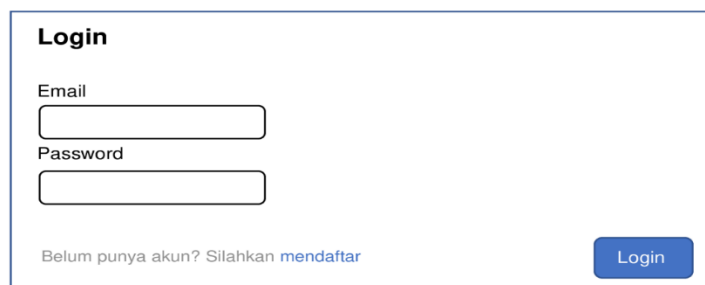 Login
Email
Password
Belum punya akun? Silahkan mendaftar
Login